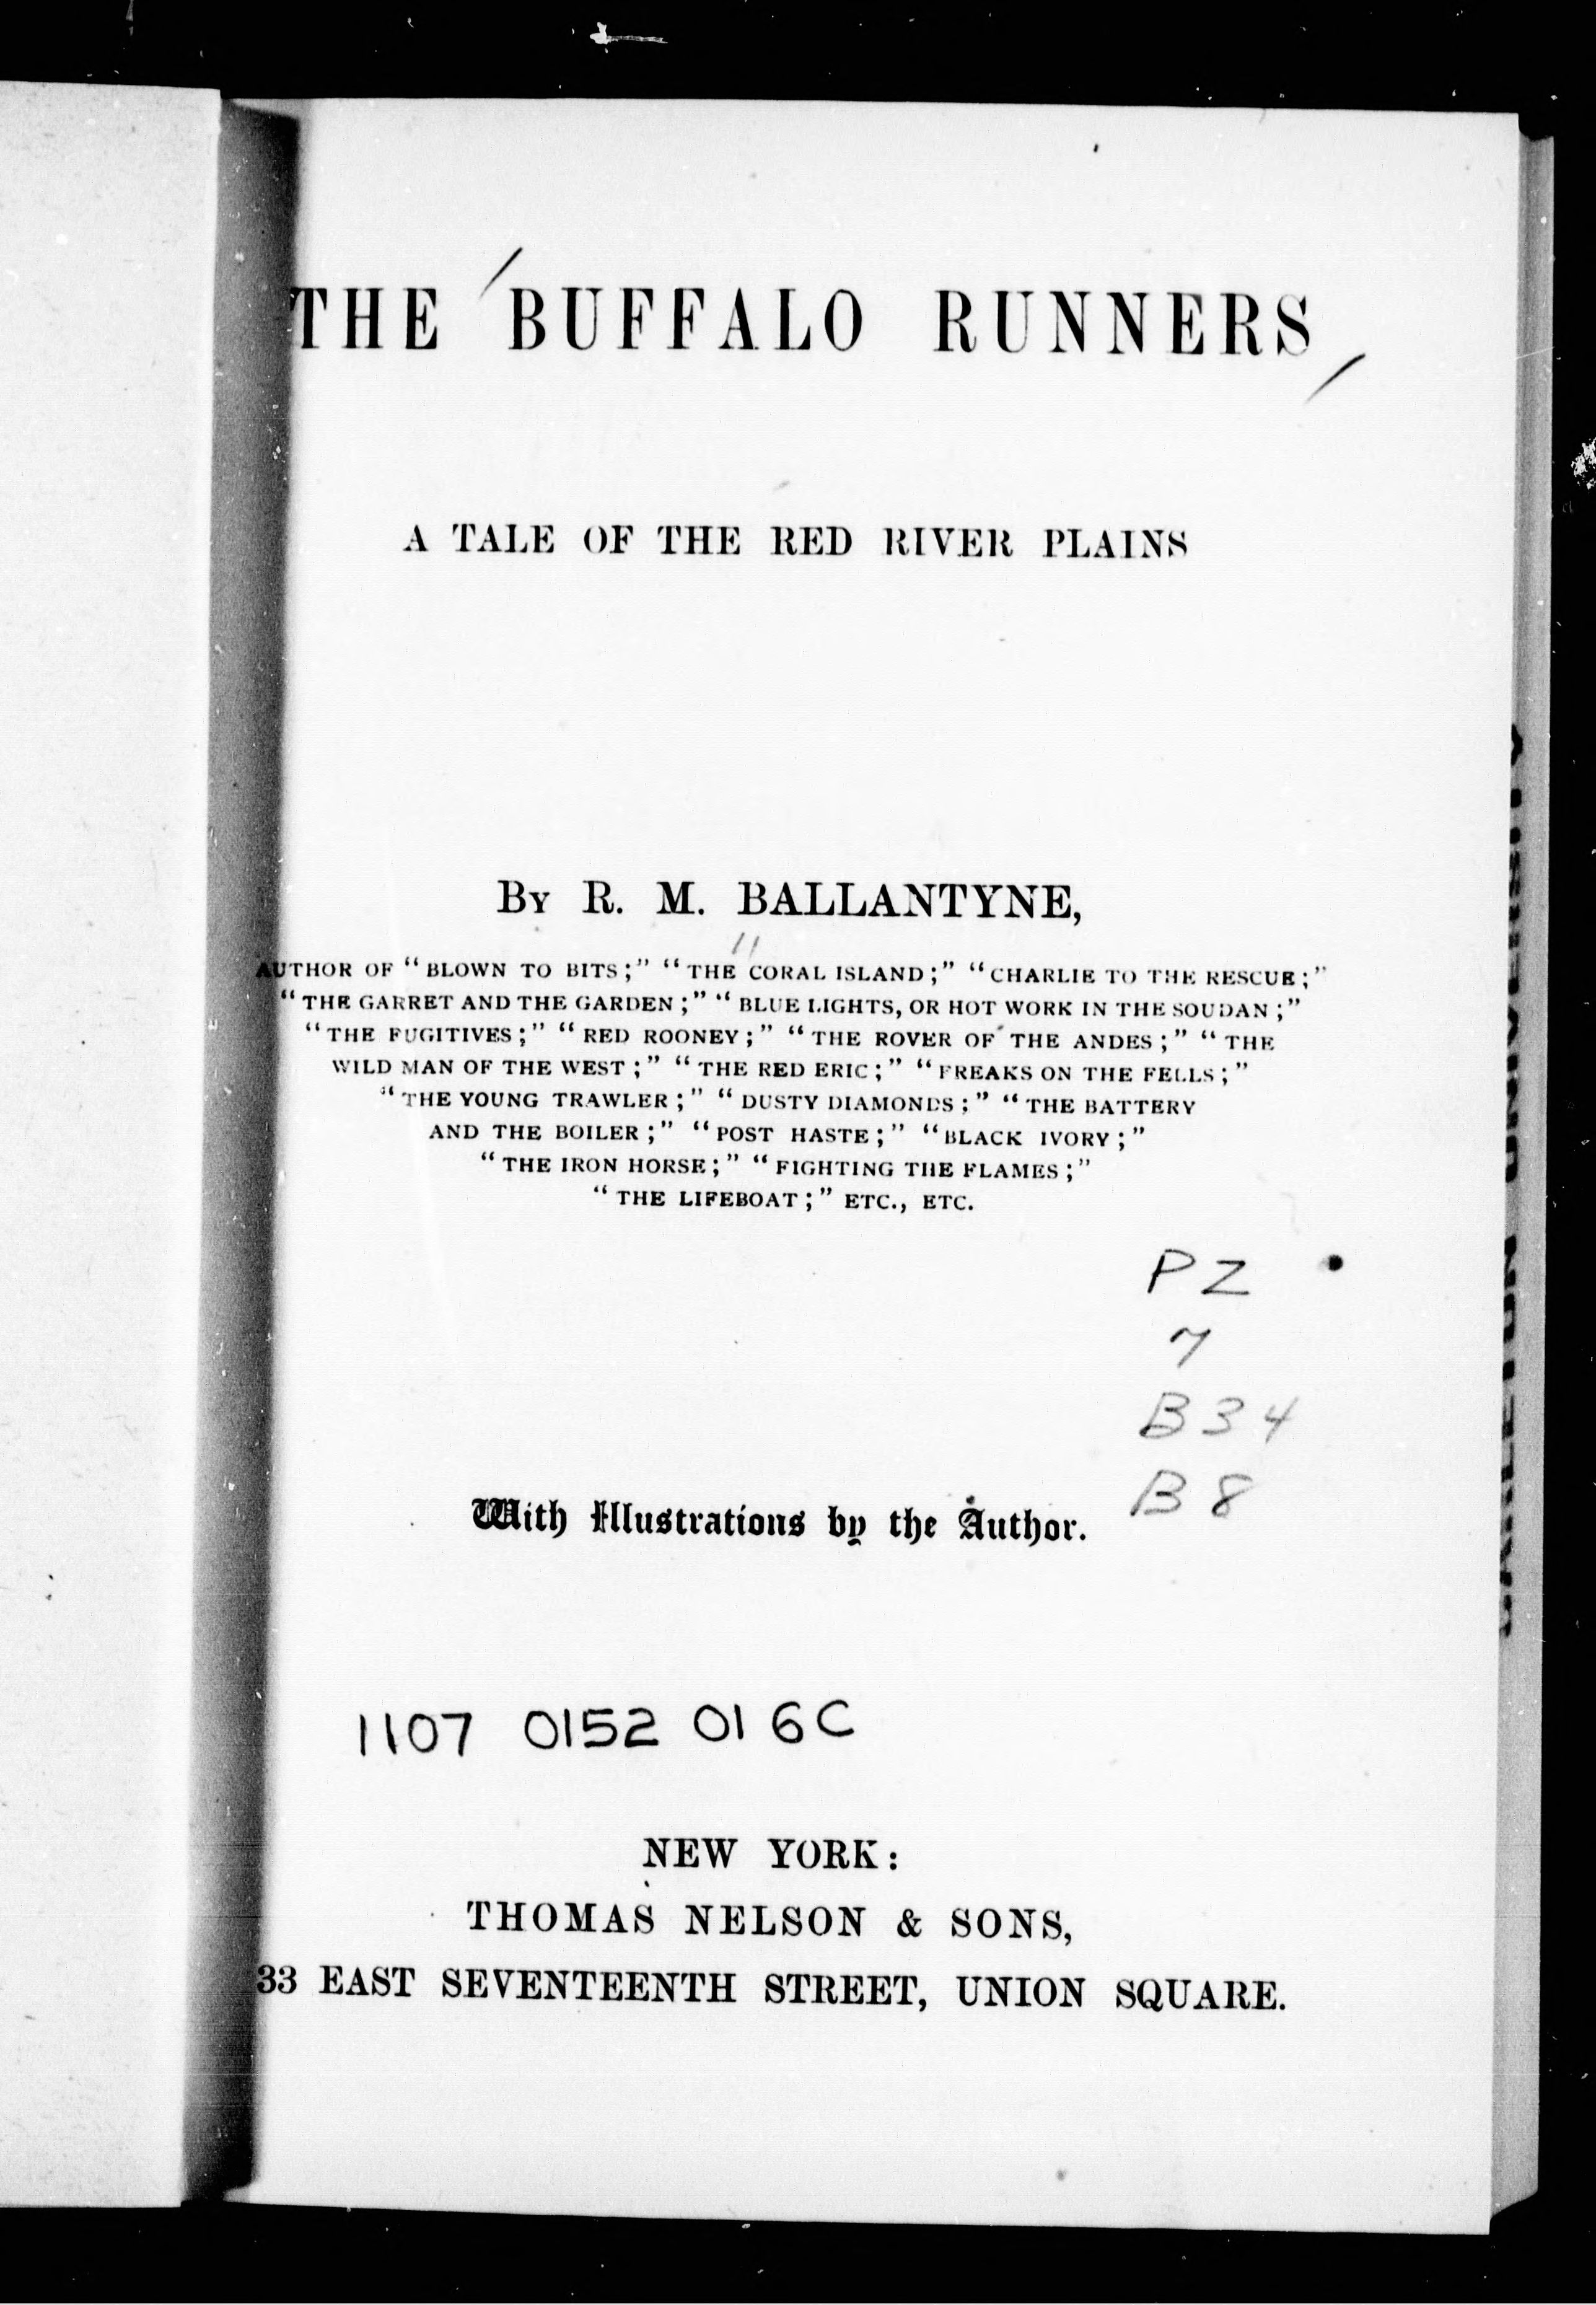 THE BUFFALO RUNNERS
A TALE OF THE RED RIVER PLAINS
BY R. M. BALLANTYNE,
AUTHOR OF “BLOWN TO BITS;” “THE CORAL ISLAND;” “CHARLIE TO THE RESCUE;”
“THE GARRET AND THE GARDEN;” “BLUE LIGHTS, OR HOT WORK IN THE SOUDAN;”
“THE FUGITIVES;” “RED ROONEY;” “THE ROVER OF THE ANDES;” “THE
WILD MAN OF THE WEST;” “THE RED ERIC;” “FREAKS ON THE FELLS;”
“THE YOUNG TRAWLER;” “DUSTY DIAMONDS;” “THE BATTERY
AND THE BOILER;” “POST HASTE;” “BLACK IVORY;”
“THE IRON HORSE;” “FIGHTING THE FLAMES;”
“THE LIFEBOAT;” ETC., ETC.
PZ
7
B34
B8
With Illustrations by the Author.
1107 0152 016C
NEW YORK:
THOMAS NELSON & SONS,
33 EAST SEVENTEENTH STREET, UNION SQUARE.
CARLETON UNIVERSITY